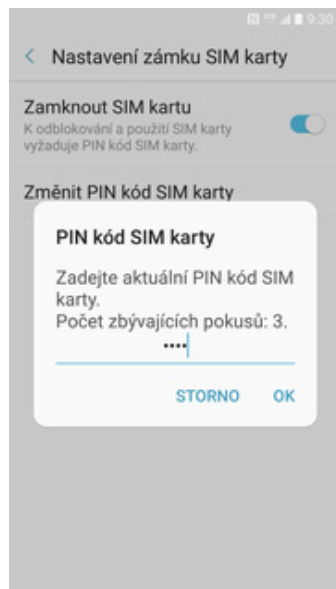 9:30
Nastavení zámku SIM karty
Zamknout SIM kartu
K odblokování a použití SIM karty
vyžaduje PIN kód SIM karty.
Změnit PIN kód SIM karty
PIN kód SIM karty
Zadejte aktuální PIN kód SIM
karty.
Počet zbývajících pokusů: 3.
••••
STORNO OK